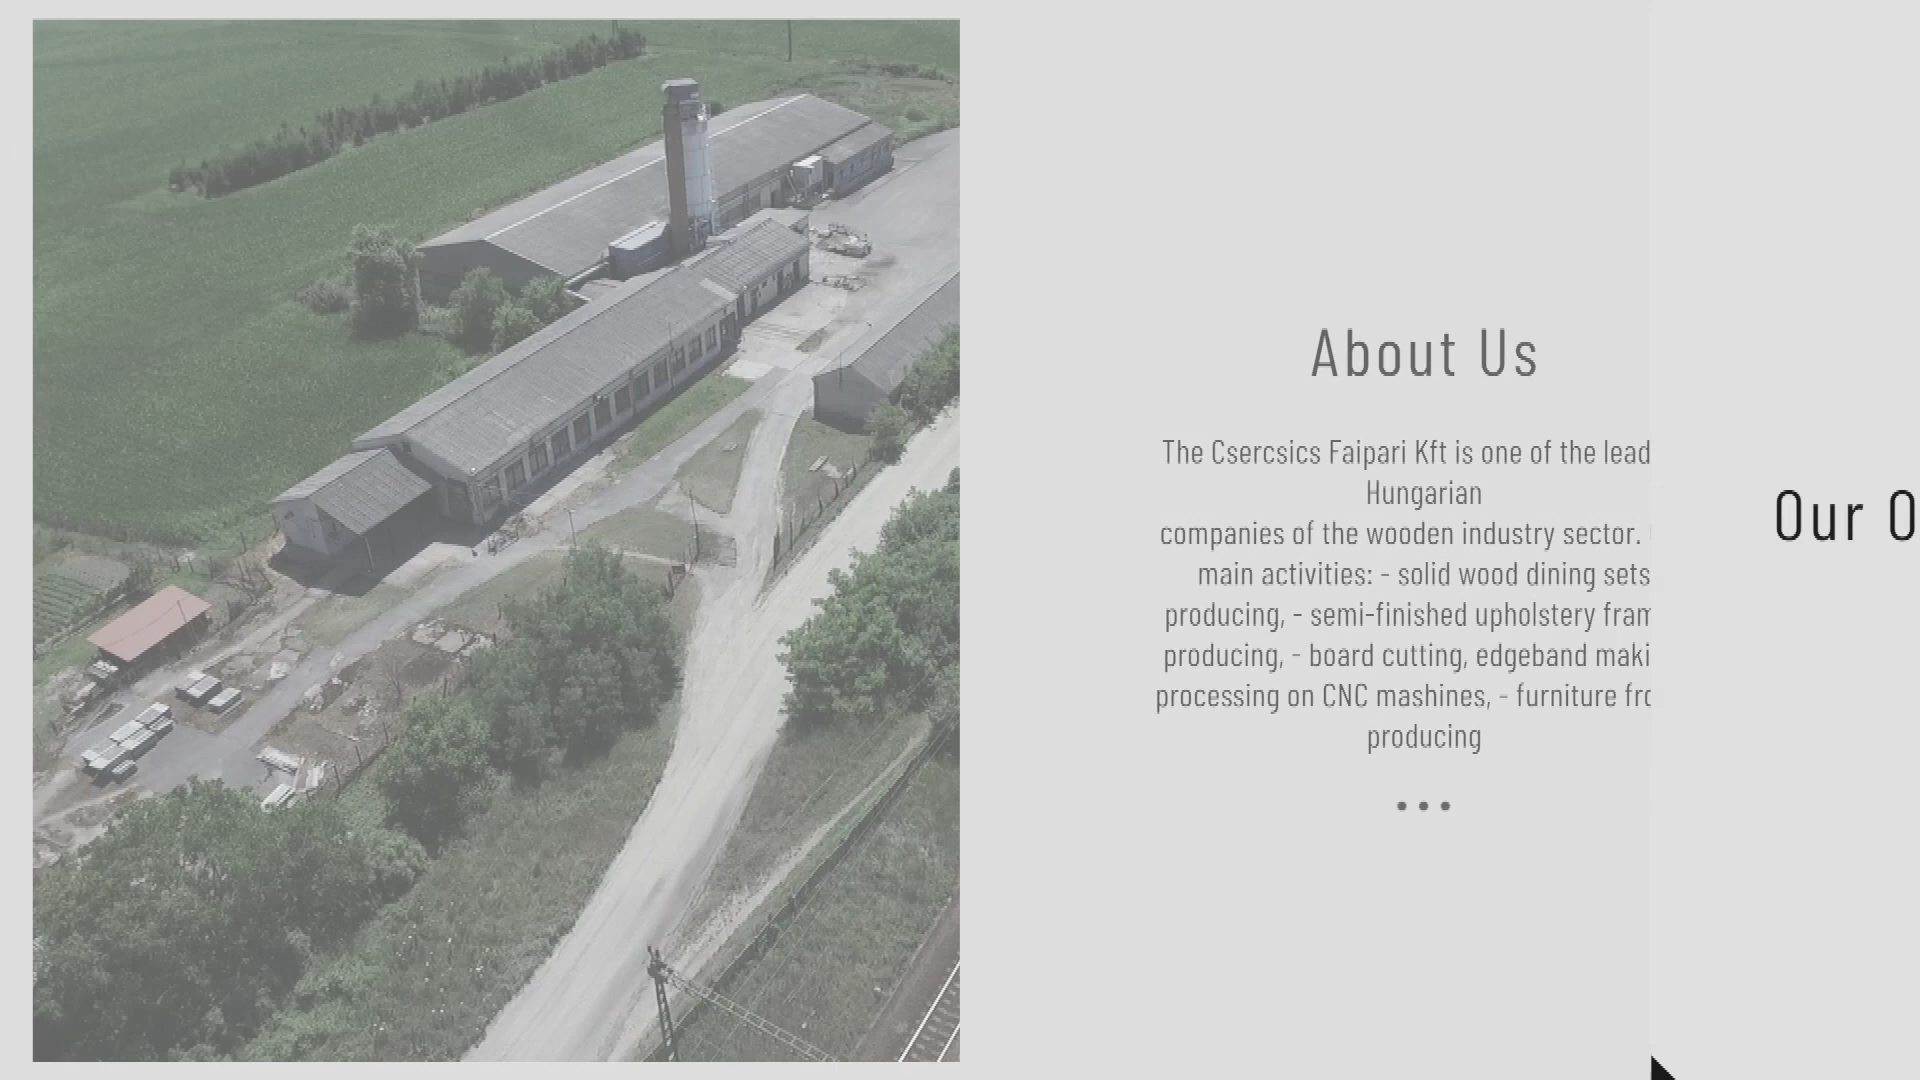 About Us
The Csercsics Faipari Kft is one of the lead
Hungarian
companies of the wooden industry sector.
main activities: - solid wood dining sets
producing, - semi-finished upholstery fram
producing, - board cutting, edgeband maki
processing on CNC mashines, - furniture fro
producing
Our O